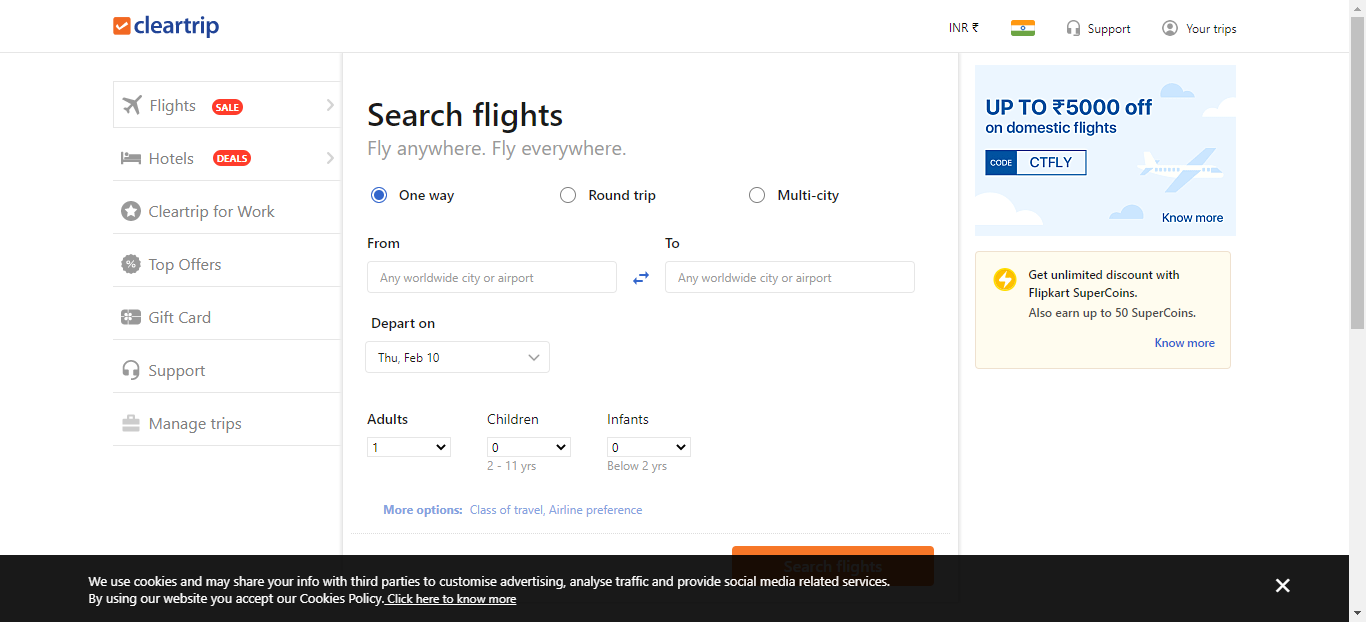 cleartrip
INR ₹
Support
Your trips
Flights SALE
Hotels DEALS
Cleartrip for Work
Top Offers
Gift Card
Support
Manage trips
Search flights
Fly anywhere. Fly everywhere.
One way
Round trip
Multi-city
From
To
Any worldwide city or airport
Any worldwide city or airport
Depart on
Thu, Feb 10
Adults
Children
Infants
1
0
0
2 - 11 yrs
Below 2 yrs
More options: Class of travel, Airline preference
Search flights
UP TO ₹5000 off
on domestic flights
CODE CTFLY
Know more
Get unlimited discount with
Flipkart SuperCoins.
Also earn up to 50 SuperCoins.
Know more
We use cookies and may share your info with third parties to customise advertising, analyse traffic and provide social media related services.
By using our website you accept our Cookies Policy. Click here to know more